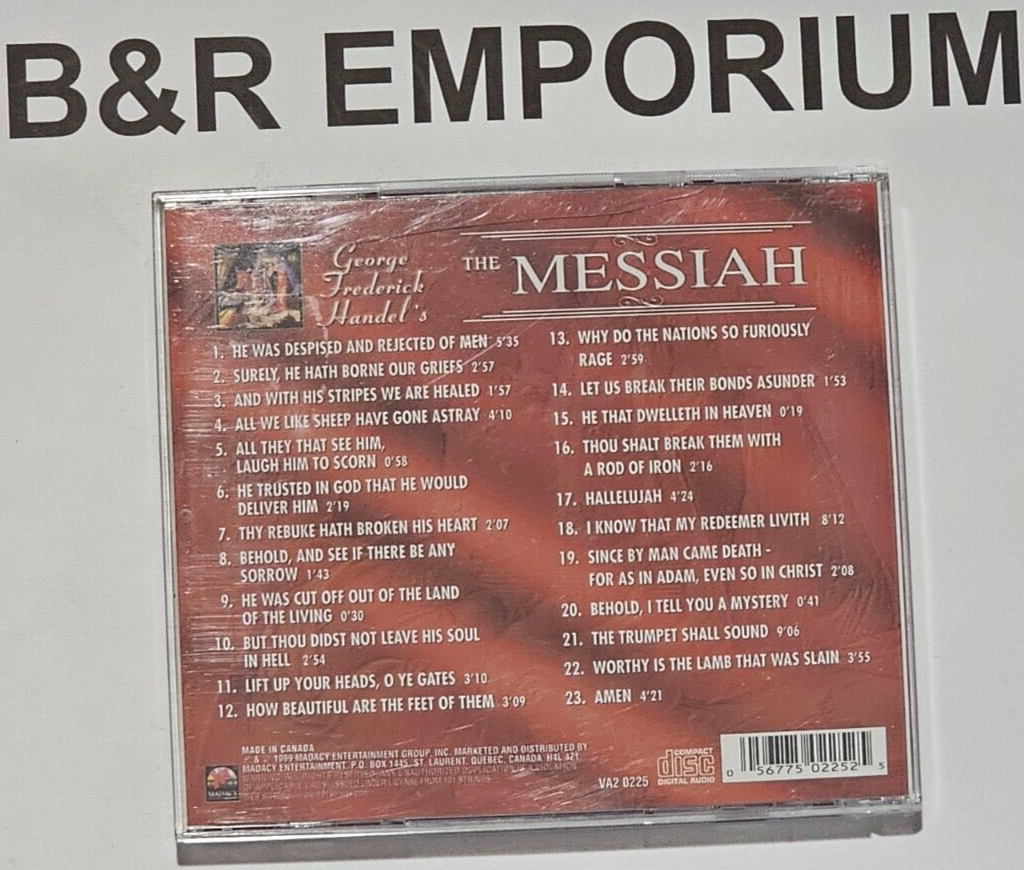 B&R EMPORIUM
George
Frederick
Handel's
THE MESSIAH
1. HE WAS DESPISED AND REJECTED OF MEN 5'35
2. SURELY, HE HATH BORNE OUR GRIEFS 2'57
3. AND WITH HIS STRIPES WE ARE HEALED 1'57
4. ALL WE LIKE SHEEP HAVE GONE ASTRAY 4'10
5. ALL THEY THAT SEE HIM,
LAUGH HIM TO SCORN 0'58
6. HE TRUSTED IN GOD THAT HE WOULD
DELIVER HIM 2'19
7. THY REBUKE HATH BROKEN HIS HEART 2'07
8. BEHOLD, AND SEE IF THERE BE ANY
SORROW 1'43
9. HE WAS CUT OFF OUT OF THE LAND
OF THE LIVING 0'30
10. BUT THOU DIDST NOT LEAVE HIS SOUL
IN HELL 2'54
11. LIFT UP YOUR HEADS, O YE GATES 3'10
12. HOW BEAUTIFUL ARE THE FEET OF THEM 3'09
13. WHY DO THE NATIONS SO FURIOUSLY
RAGE 2'59
14. LET US BREAK THEIR BONDS ASUNDER 1'53
15. HE THAT DWELLETH IN HEAVEN 0'19
16. THOU SHALT BREAK THEM WITH
A ROD OF IRON 2'16
17. HALLELUJAH 4'24
18. I KNOW THAT MY REDEEMER LIVITH 8'12
19. SINCE BY MAN CAME DEATH -
FOR AS IN ADAM, EVEN SO IN CHRIST 2'08
20. BEHOLD, I TELL YOU A MYSTERY 0'41
21. THE TRUMPET SHALL SOUND 9'06
22. WORTHY IS THE LAMB THAT WAS SLAIN 3'55
23. AMEN 4'21
MADE IN CANADA
1999 MADACY ENTERTAINMENT GROUP, INC. MARKETED AND DISTRIBUTED BY
MADACY ENTERTAINMENT, P.O. BOX 1445, ST. LAURENT, QUEBEC, CANADA H4L 4Z1
MADACY
VA2 0225
COMPACT
disc
DIGITAL AUDIO
0 56775 02252 5